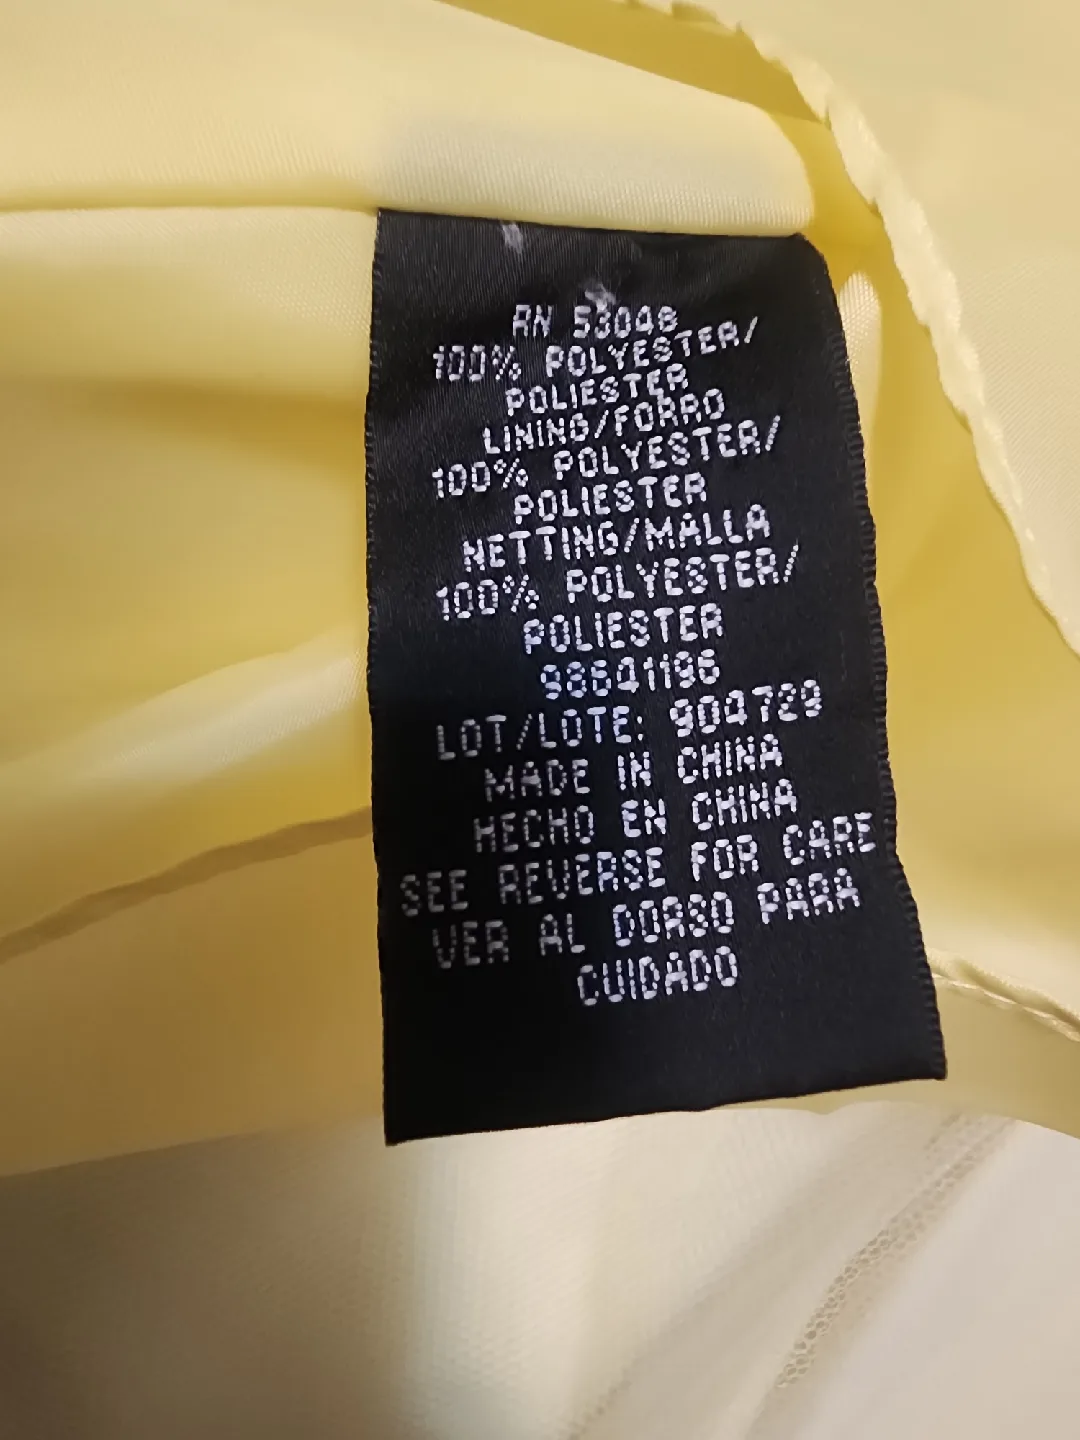 RN 53048
100% POLYESTER/
POLIESTER
LINING/FORRO
100% POLYESTER/
POLIESTER
NETTING/MALLA
100% POLYESTER/
POLIESTER
98641196
LOT/LOTE: 904729
MADE IN CHINA
HECHO EN CHINA
SEE REVERSE FOR CARE
VER AL DORSO PARA
CUIDADO